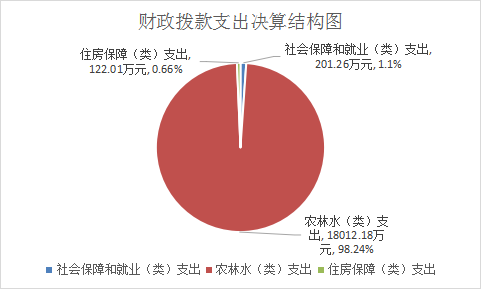 财政拨款支出决算结构图
住房保障（类）支出,
122.01万元, 0.66%
社会保障和就业（类）支出,
201.26万元, 1.1%
农林水（类）支
出, 18012.18万
元, 98.24%
社会保障和就业（类）支出 农林水（类）支出 住房保障（类）支出